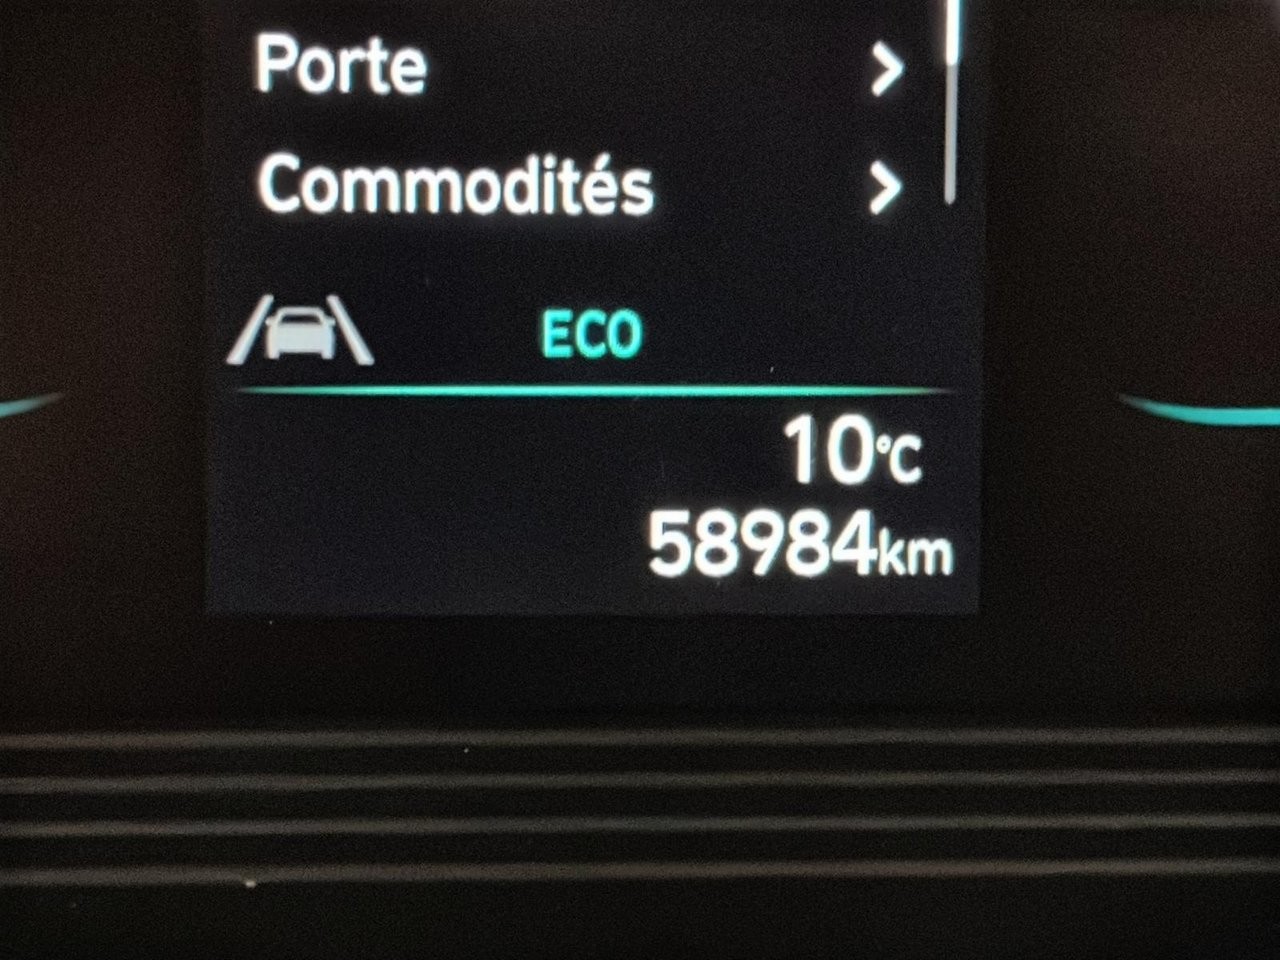 Porte
Commodités
ECO
10°C
58984km